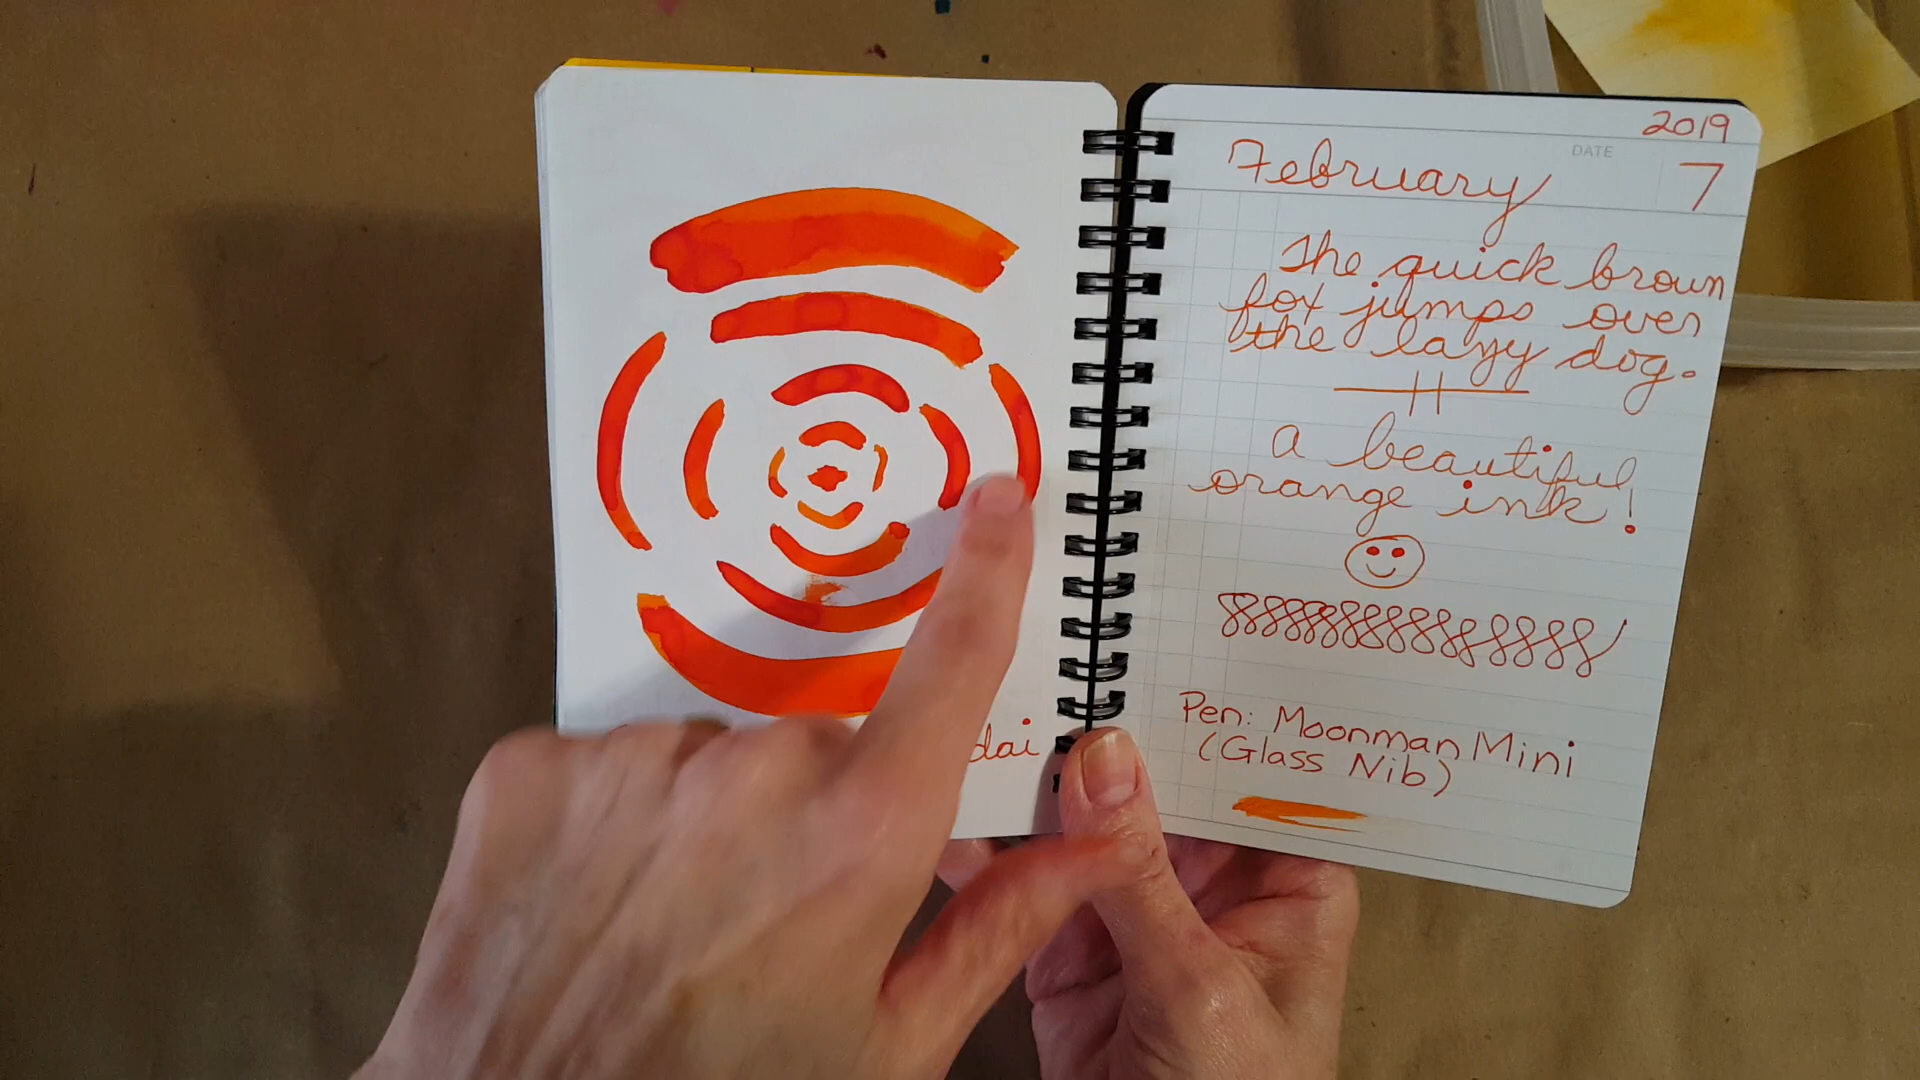 dai
2019
DATE
February 7
The quick brown
fox jumps over
the lazy dog.
a beautiful
orange ink!
Pen: Moonman Mini
(Glass Nib)